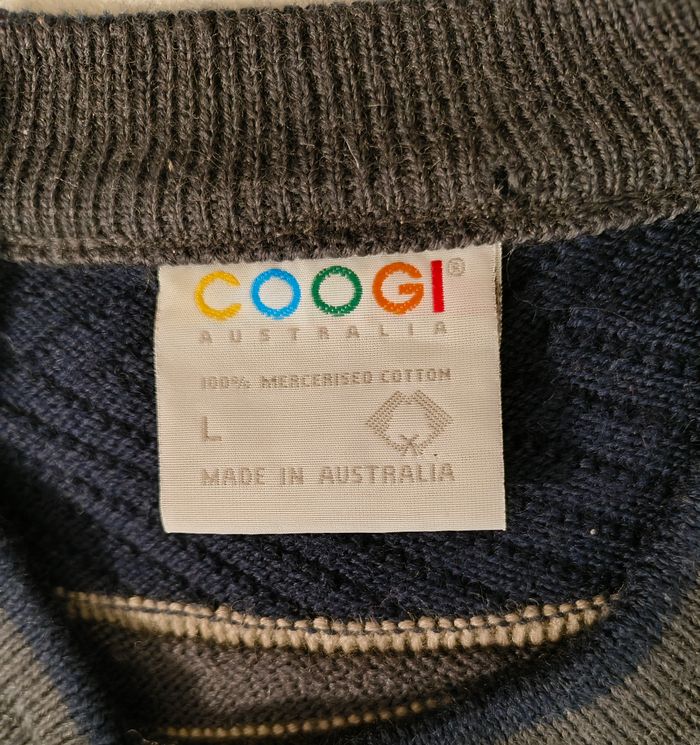 COOGI®
AUSTRALIA
100% MERCERISED COTTON
L
MADE IN AUSTRALIA